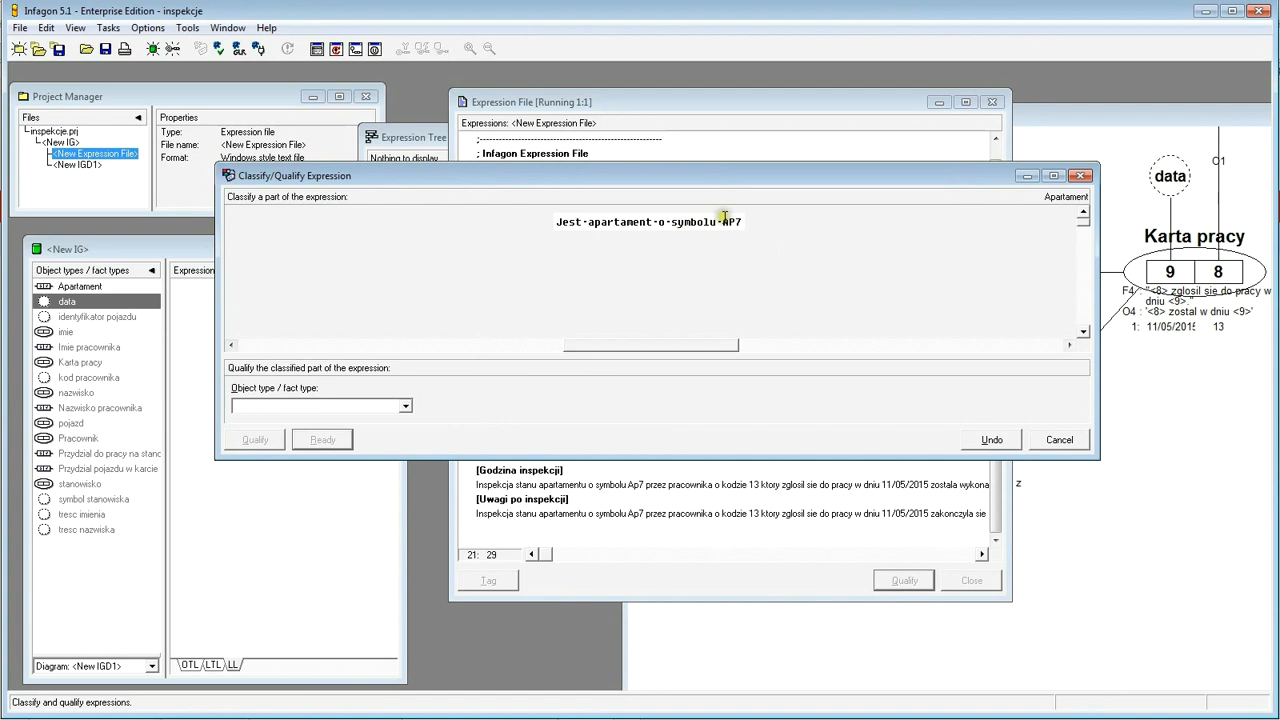 Infagon 5.1 - Enterprise Edition - inspekcje
File Edit View Tasks Options Tools Window Help
Project Manager
Files
Properties
inspekcje.prj
<New IG>
<New Expression File>
<New IGD1>
Type: Expression file
File name: <New Expression File>
Format: Windows style text file
Expression Tree
Nothing to display
Expression File [Running 1:1]
Expressions: <New Expression File>
;-----------------------------------------------------------
; Infagon Expression File
Classify/Qualify Expression
Classify a part of the expression:
Apartament
Jest-apartament-o-symbolu-AP7
Qualify the classified part of the expression:
Object type / fact type:
Qualify
Ready
Undo
Cancel
<New IG>
Object types / fact types
Expression
Apartament
data
identyfikator pojazdu
imie
Imie pracownika
Karta pracy
kod pracownika
nazwisko
Nazwisko pracownika
pojazd
Pracownik
Przydzial do pracy na stanc
Przydzial pojazdu w karcie
stanowisko
symbol stanowiska
tresc imienia
tresc nazwiska
Diagram: <New IGD1>
OTL LTL LL
[Godzina inspekcji]
Inspekcja stanu apartamentu o symbolu Ap7 przez pracownika o kodzie 13 ktory zglosil sie do pracy w dniu 11/05/2015 zostala wykona
[Uwagi po inspekcji]
Inspekcja stanu apartamentu o symbolu Ap7 przez pracownika o kodzie 13 ktory zglosil sie do pracy w dniu 11/05/2015 zakonczyla sie
21: 29
Tag
Qualify
Close
O1
data
Karta pracy
9 8
F4 : "<8> zglosil sie do pracy w
dniu <9>."
O4 : '<8> zostal w dniu <9>'
1: 11/05/2015 13
z
Classify and qualify expressions.